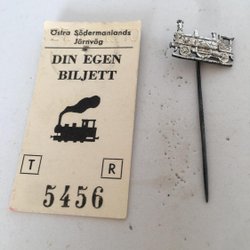 Östra Södermanlands
Järnväg
DIN EGEN
BILJETT
T R
5456